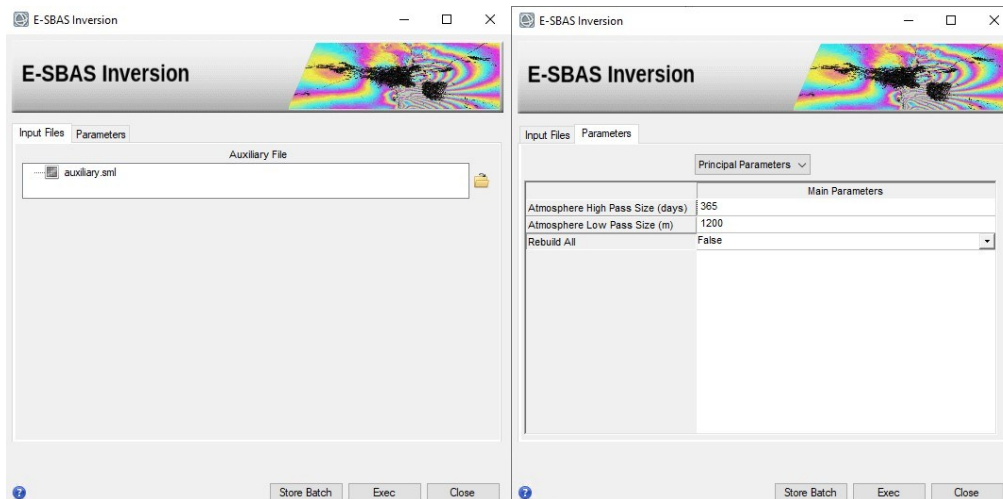 E-SBAS Inversion
E-SBAS Inversion
Input Files Parameters
Auxiliary File
auxiliary.sml
Store Batch Exec Close
E-SBAS Inversion
E-SBAS Inversion
Input Files Parameters
Principal Parameters
Main Parameters
Atmosphere High Pass Size (days) 365
Atmosphere Low Pass Size (m) 1200
Rebuild All False
Store Batch Exec Close